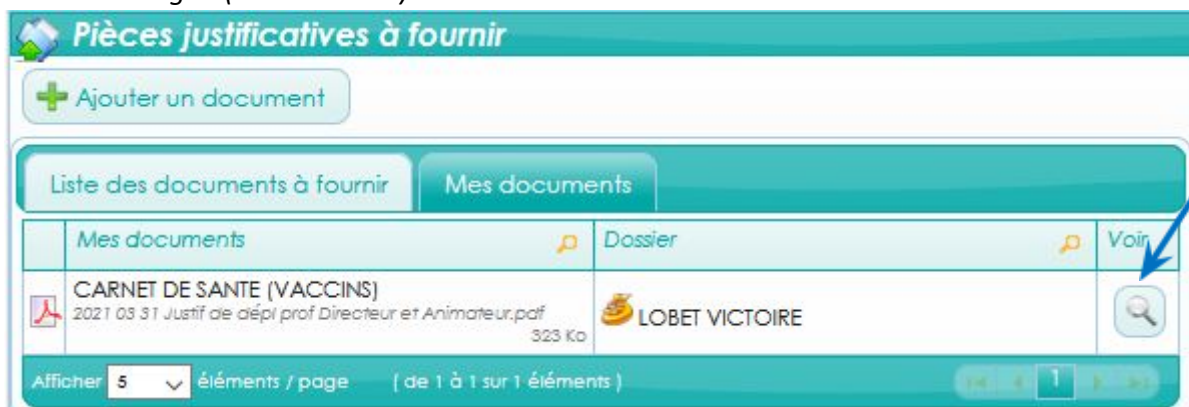 Pièces justificatives à fournir
Ajouter un document
Liste des documents à fournir Mes documents
Mes documents Dossier Voir
CARNET DE SANTE (VACCINS)
2021 03 31 Justif de dépl prof Directeur et Animateur.pdf
323 Ko
LOBET VICTOIRE
Afficher 5 éléments / page ( de 1 à 1 sur 1 éléments ) 1